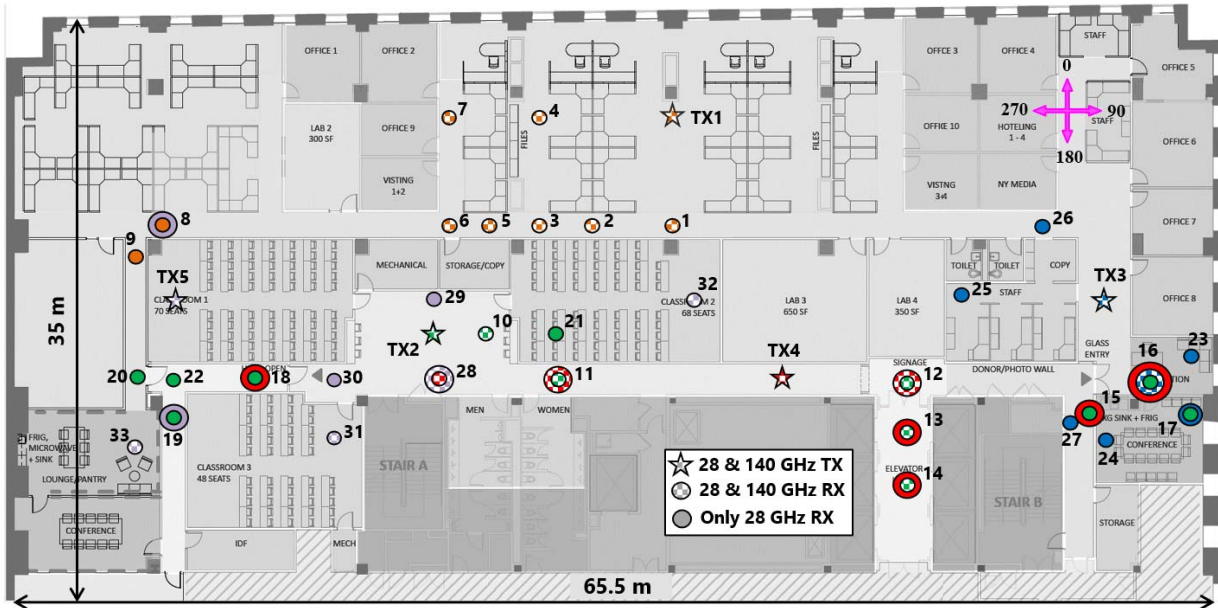 STAFF
OFFICE 1
OFFICE 2
OFFICE 3
OFFICE 4
OFFICE 5
0
7
4
TX1
270
90
LAB 2
300 SF
OFFICE 9
FILES
FILES
OFFICE 10
HOTELING
1 - 4
STAFF
180
OFFICE 6
VISTING
1+2
VISTNG
3+4
NY MEDIA
8
6
5
3
2
1
26
OFFICE 7
9
MECHANICAL
STORAGE/COPY
TOILET
TOILET
COPY
TX3
TX5
CLASSROOM 1
70 SEATS
29
32
68 SEATS
LAB 3
650 SF
LAB 4
350 SF
25
STAFF
OFFICE 8
35 m
TX2
10
21
GLASS
ENTRY
23
20
22
18
30
28
11
TX4
SIGNAGE
12
DONOR/PHOTO WALL
16
19
31
MEN
WOMEN
13
15
17
33
FRIG,
MICROWAVE
+ SINK
LOUNGE/PANTRY
CLASSROOM 3
48 SEATS
STAIR A
27
24
SINK + FRIG
CONFERENCE
28 & 140 GHz TX
28 & 140 GHz RX
Only 28 GHz RX
ELEVATOR
14
STAIR B
CONFERENCE
STORAGE
IDF
MECH
65.5 m